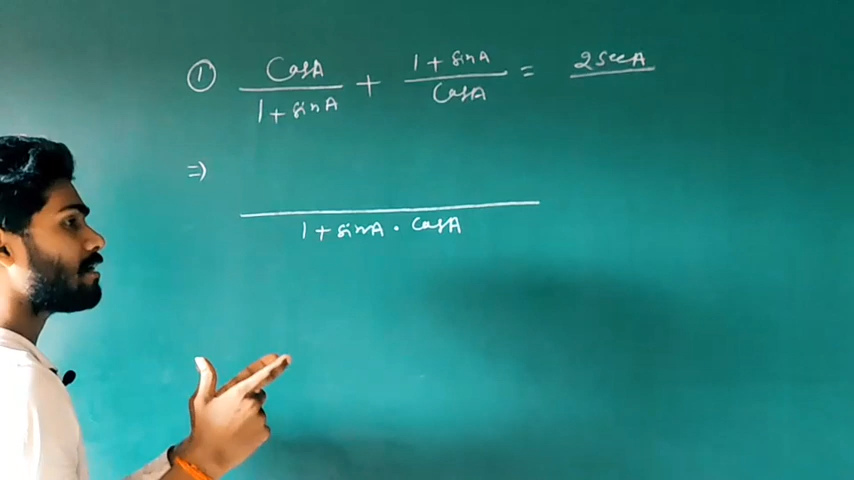 ① CosA / 1 + sinA + 1 + sinA / CosA = 2 SecA
⇒ / 1 + sinA . CosA